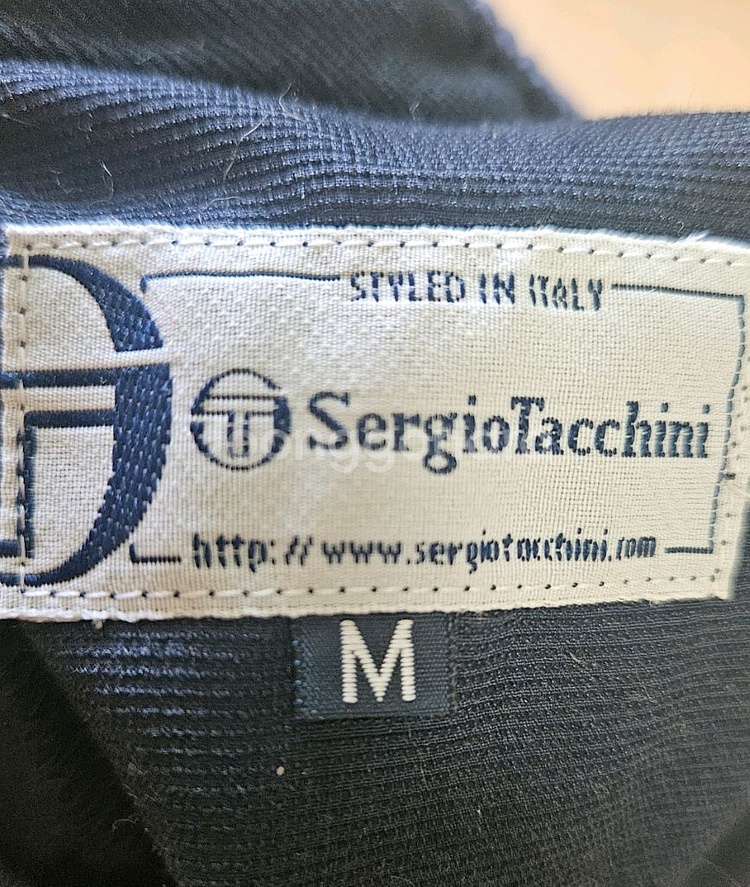 STYLED IN ITALY
SergioTacchini
http://www.sergiotacchini.com
M